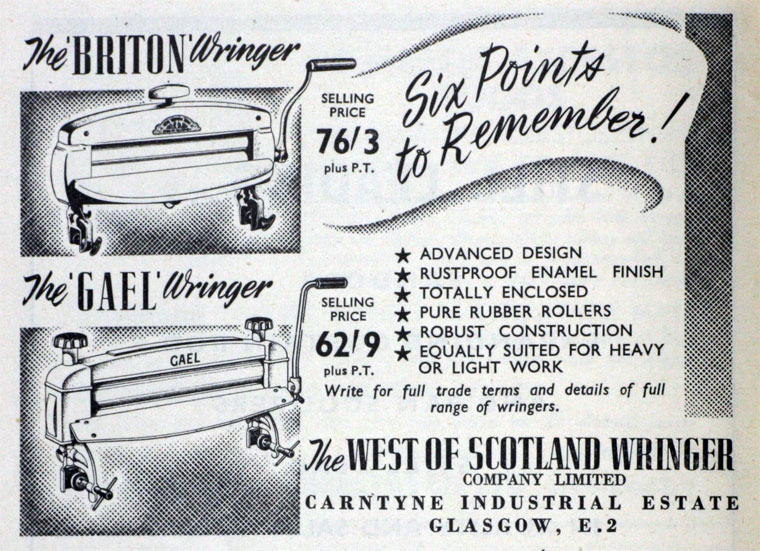 The 'BRITON' Wringer
SELLING
PRICE
76/3
plus P.T.
Six Points
to Remember!
The 'GAEL' Wringer
GAEL
SELLING
PRICE
62/9
plus P.T.
★ ADVANCED DESIGN
★ RUSTPROOF ENAMEL FINISH
★ TOTALLY ENCLOSED
★ PURE RUBBER ROLLERS
★ ROBUST CONSTRUCTION
★ EQUALLY SUITED FOR HEAVY
OR LIGHT WORK
Write for full trade terms and details of full
range of wringers.
The WEST OF SCOTLAND WRINGER
COMPANY LIMITED
CARNTYNE INDUSTRIAL ESTATE
GLASGOW, E.2